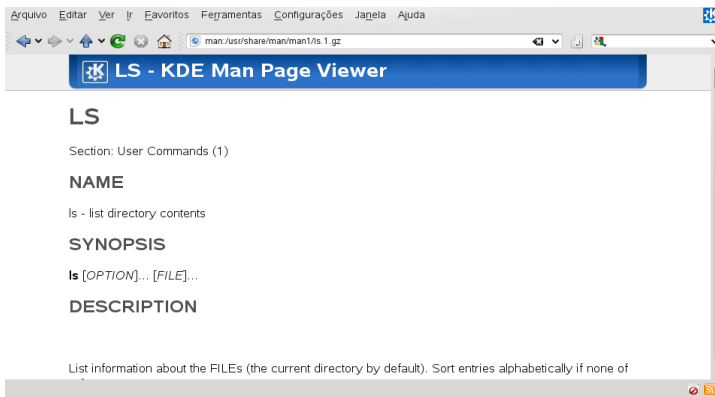 Arquivo Editar Ver Ir Favoritos Ferramentas Configurações Janela Ajuda
man:/usr/share/man/man1/ls.1.gz
LS - KDE Man Page Viewer
LS
Section: User Commands (1)
NAME
ls - list directory contents
SYNOPSIS
ls [OPTION]... [FILE]...
DESCRIPTION
List information about the FILEs (the current directory by default). Sort entries alphabetically if none of